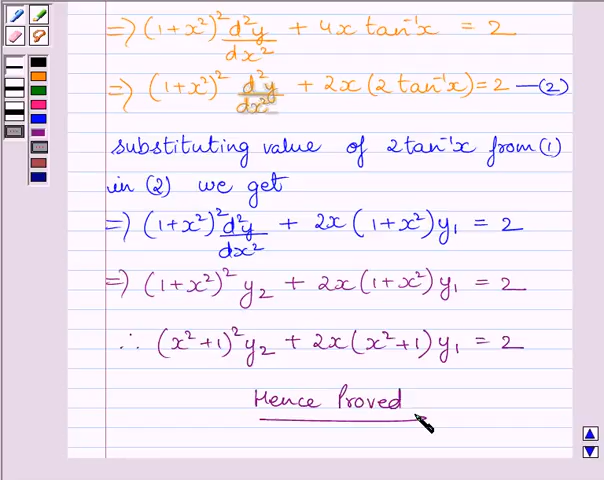 ⇒ (1+x²)² d²y/dx² + 4x tan⁻¹x = 2
⇒ (1+x²)² d²y/dx² + 2x(2tan⁻¹x) = 2 —(2)
substituting value of 2tan⁻¹x from (1)
in (2) we get
⇒ (1+x²)² d²y/dx² + 2x(1+x²)y₁ = 2
⇒ (1+x²)² y₂ + 2x(1+x²)y₁ = 2
∴ (x²+1)² y₂ + 2x(x²+1)y₁ = 2
Hence Proved